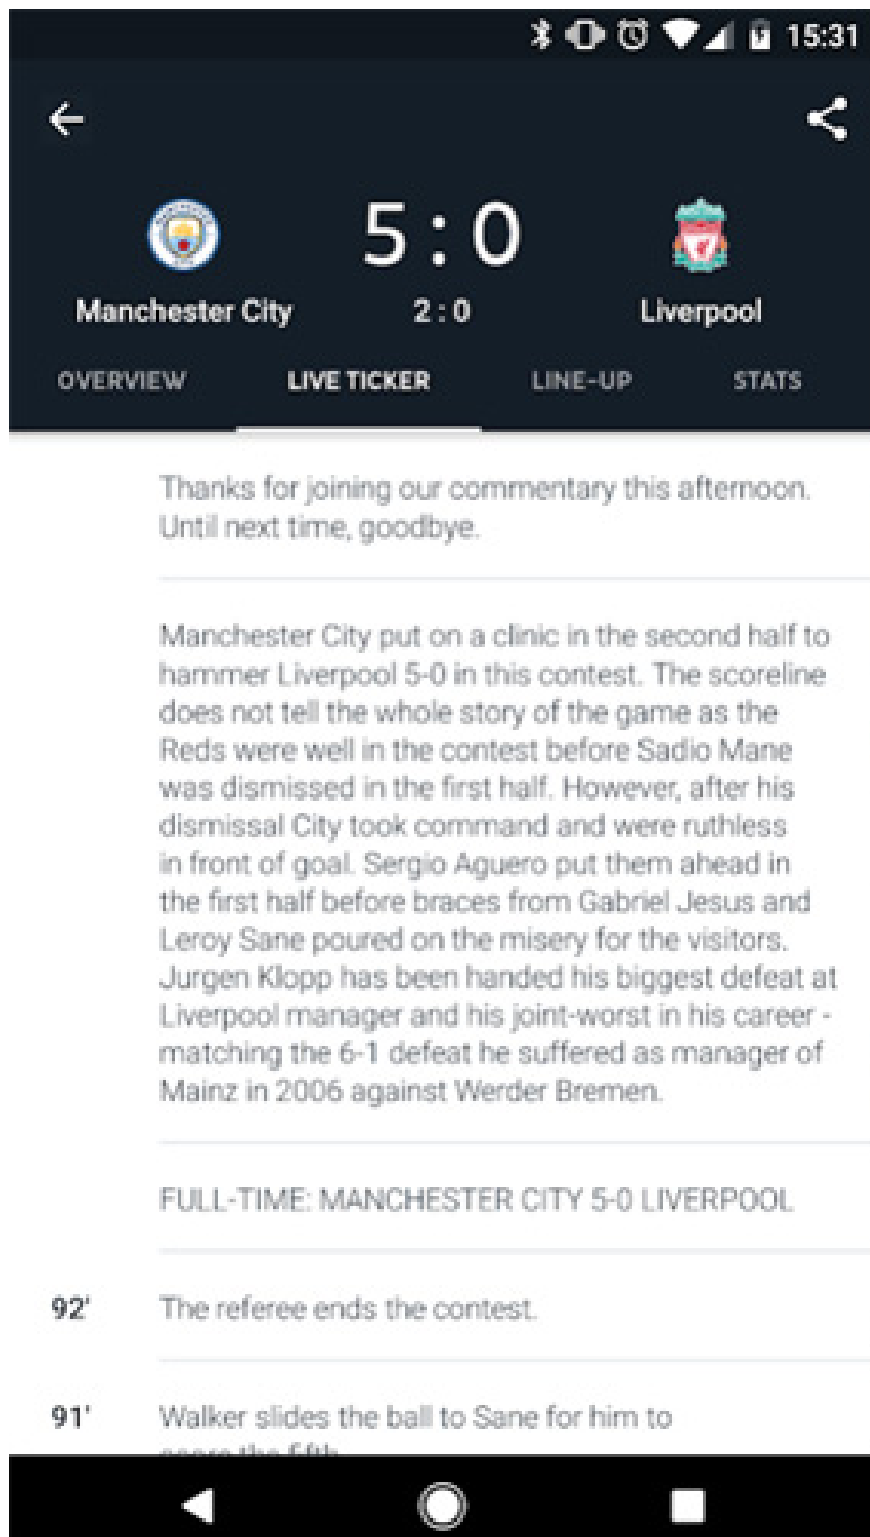 15:31
5 : 0
Manchester City 2 : 0 Liverpool
OVERVIEW LIVE TICKER LINE-UP STATS
Thanks for joining our commentary this afternoon.
Until next time, goodbye.
Manchester City put on a clinic in the second half to
hammer Liverpool 5-0 in this contest. The scoreline
does not tell the whole story of the game as the
Reds were well in the contest before Sadio Mane
was dismissed in the first half. However, after his
dismissal City took command and were ruthless
in front of goal. Sergio Aguero put them ahead in
the first half before braces from Gabriel Jesus and
Leroy Sane poured on the misery for the visitors.
Jurgen Klopp has been handed his biggest defeat at
Liverpool manager and his joint-worst in his career -
matching the 6-1 defeat he suffered as manager of
Mainz in 2006 against Werder Bremen.
FULL-TIME: MANCHESTER CITY 5-0 LIVERPOOL
92' The referee ends the contest.
91' Walker slides the ball to Sane for him to
score the fifth.